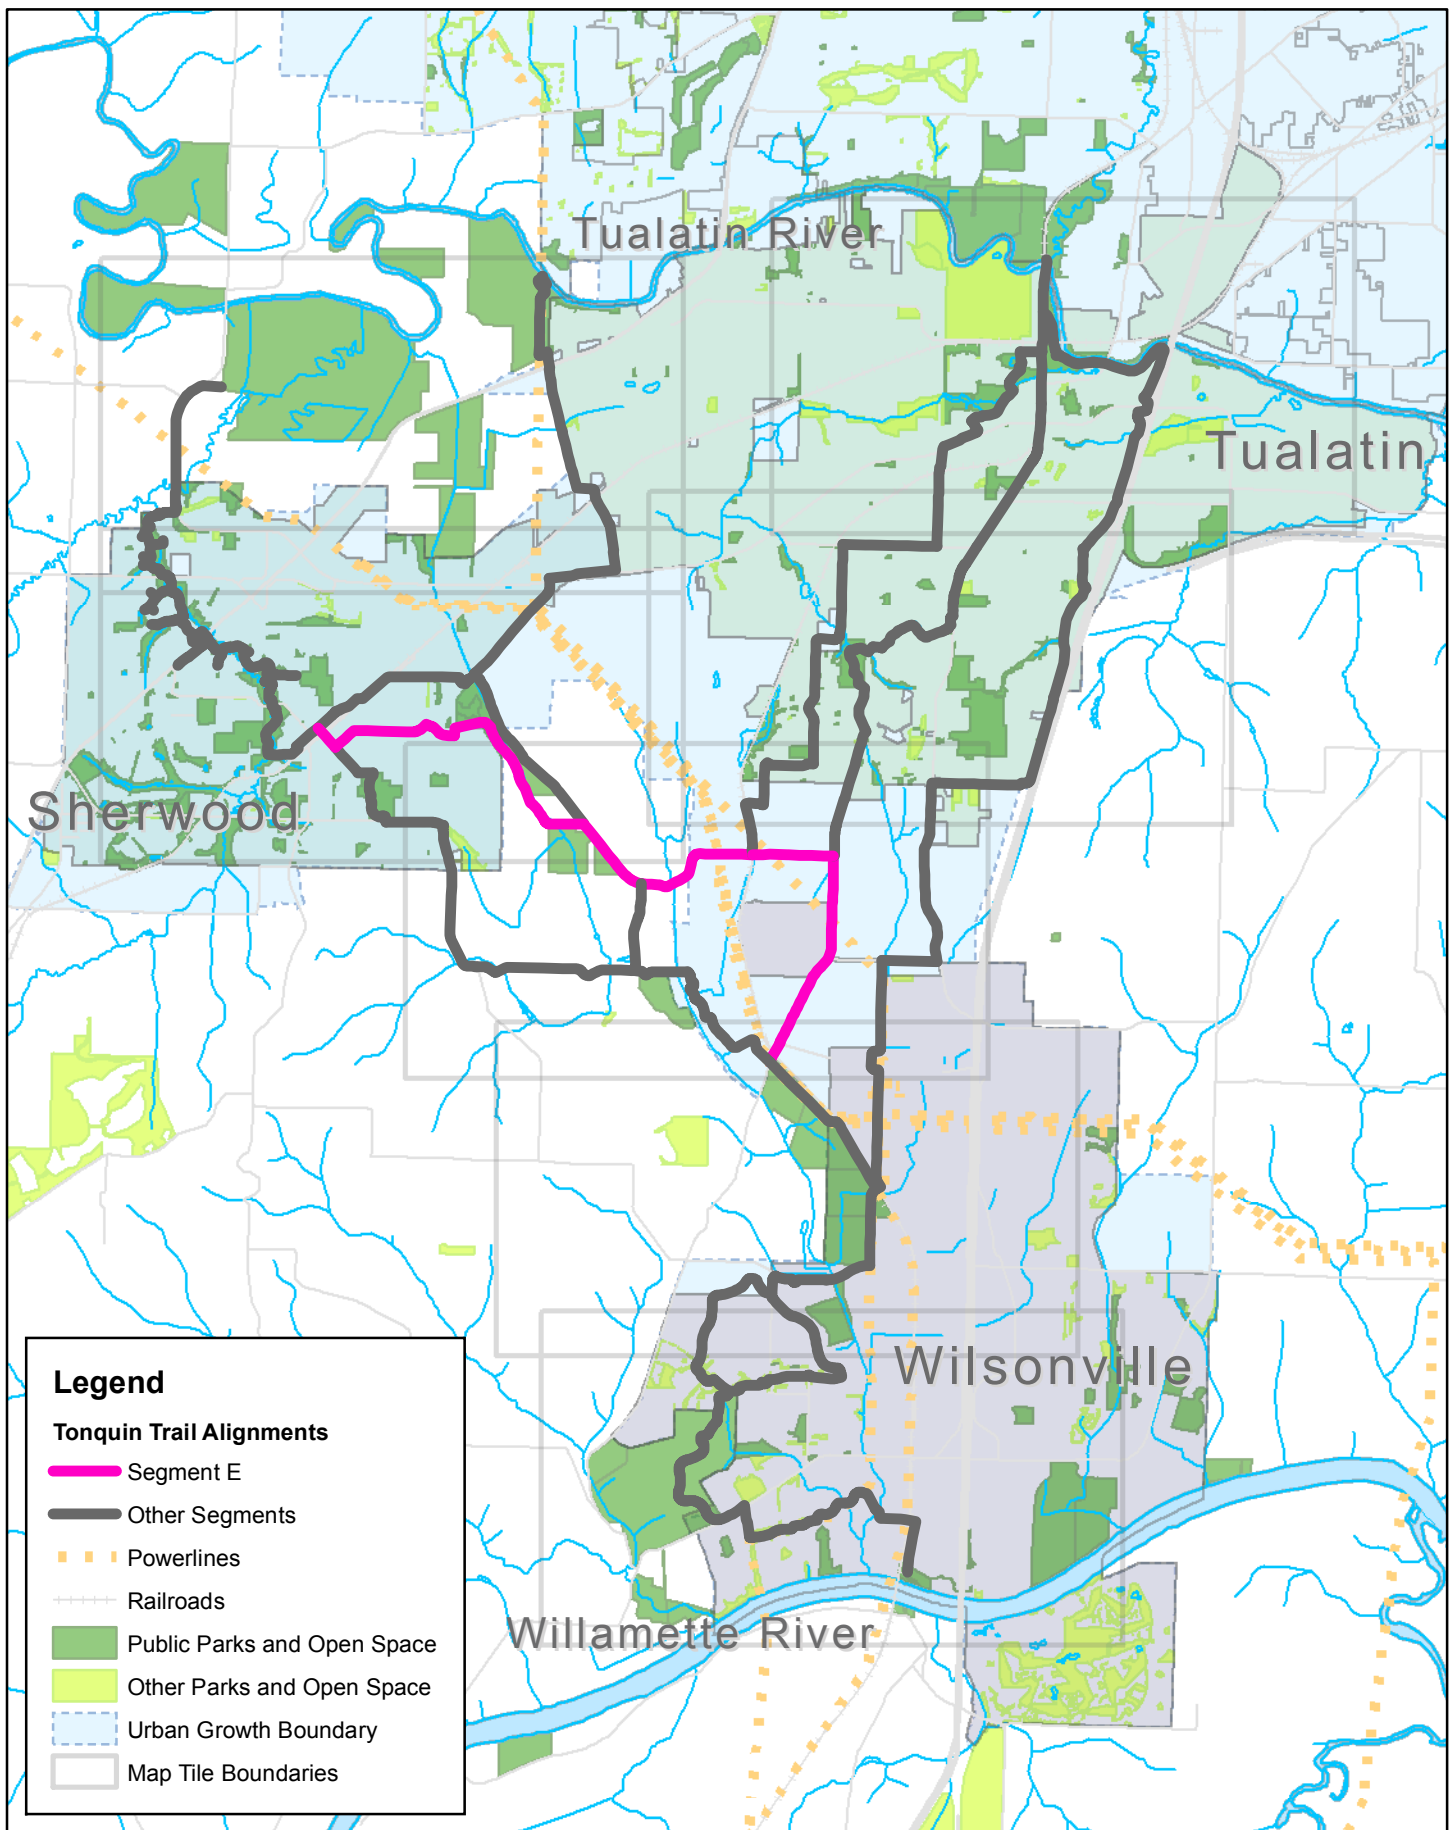 Tualatin River
Tualatin
Sherwood
Wilsonville
Willamette River
Legend
Tonquin Trail Alignments
Segment E
Other Segments
Powerlines
Railroads
Public Parks and Open Space
Other Parks and Open Space
Urban Growth Boundary
Map Tile Boundaries